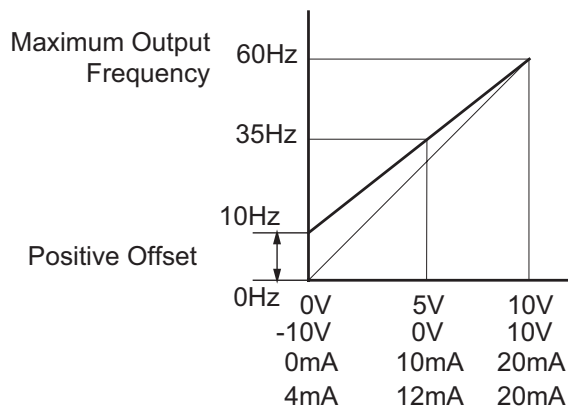 Maximum Output
Frequency
60Hz
35Hz
10Hz
Positive Offset
0Hz
0V 5V 10V
-10V 0V 10V
0mA 10mA 20mA
4mA 12mA 20mA